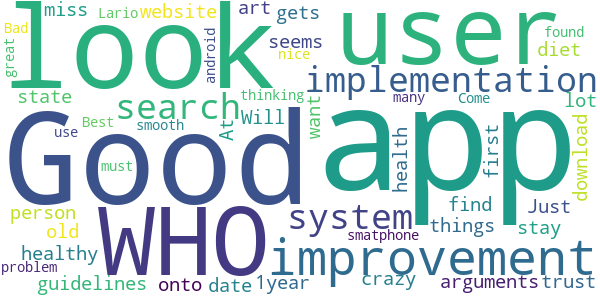 look user
miss Lario website art gets
Bad great nice seems android found diet
implementation
state search thinking many Come lot
Best smooth At Will want
use Good app
must health first download
person WHO system find Just
old smatphone things stay
healthy improvement
problem guidelines onto date 1year crazy arguments trust